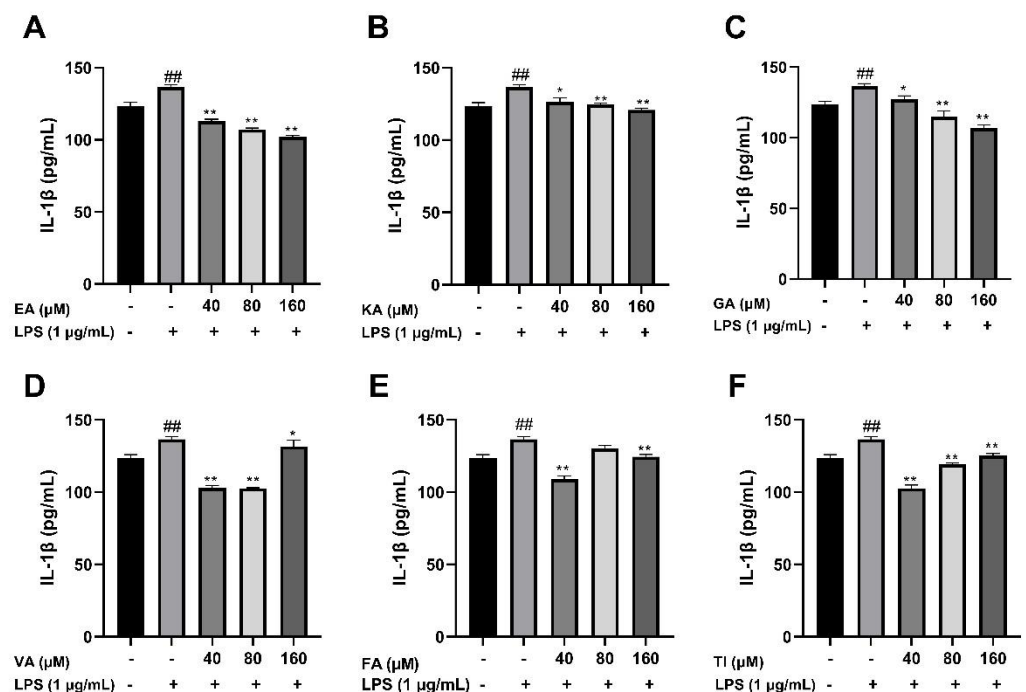 A
IL-1β (pg/mL)
150
100
50
0
##
**
**
**
EA (μM) - - 40 80 160
LPS (1 μg/mL) - + + + +
B
IL-1β (pg/mL)
150
100
50
0
##
*
**
**
KA (μM) - - 40 80 160
LPS (1 μg/mL) - + + + +
C
IL-1β (pg/mL)
150
100
50
0
##
*
**
**
GA (μM) - - 40 80 160
LPS (1 μg/mL) - + + + +
D
IL-1β (pg/mL)
150
100
50
0
##
**
**
*
VA (μM) - - 40 80 160
LPS (1 μg/mL) - + + + +
E
IL-1β (pg/mL)
150
100
50
0
##
**
**
FA (μM) - - 40 80 160
LPS (1 μg/mL) - + + + +
F
IL-1β (pg/mL)
150
100
50
0
##
**
**
**
TI (μM) - - 40 80 160
LPS (1 μg/mL) - + + + +